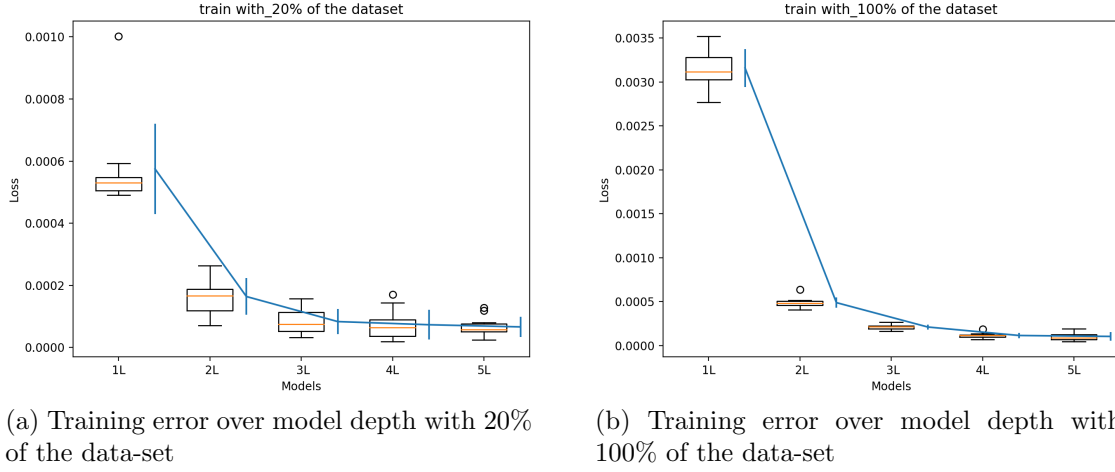 train with_20% of the dataset
0.0010
0.0008
0.0006
0.0004
0.0002
0.0000
Loss
1L 2L 3L 4L 5L
Models
(a) Training error over model depth with 20%
of the data-set
train with_100% of the dataset
0.0035
0.0030
0.0025
0.0020
0.0015
0.0010
0.0005
0.0000
Loss
1L 2L 3L 4L 5L
Models
(b) Training error over model depth with
100% of the data-set